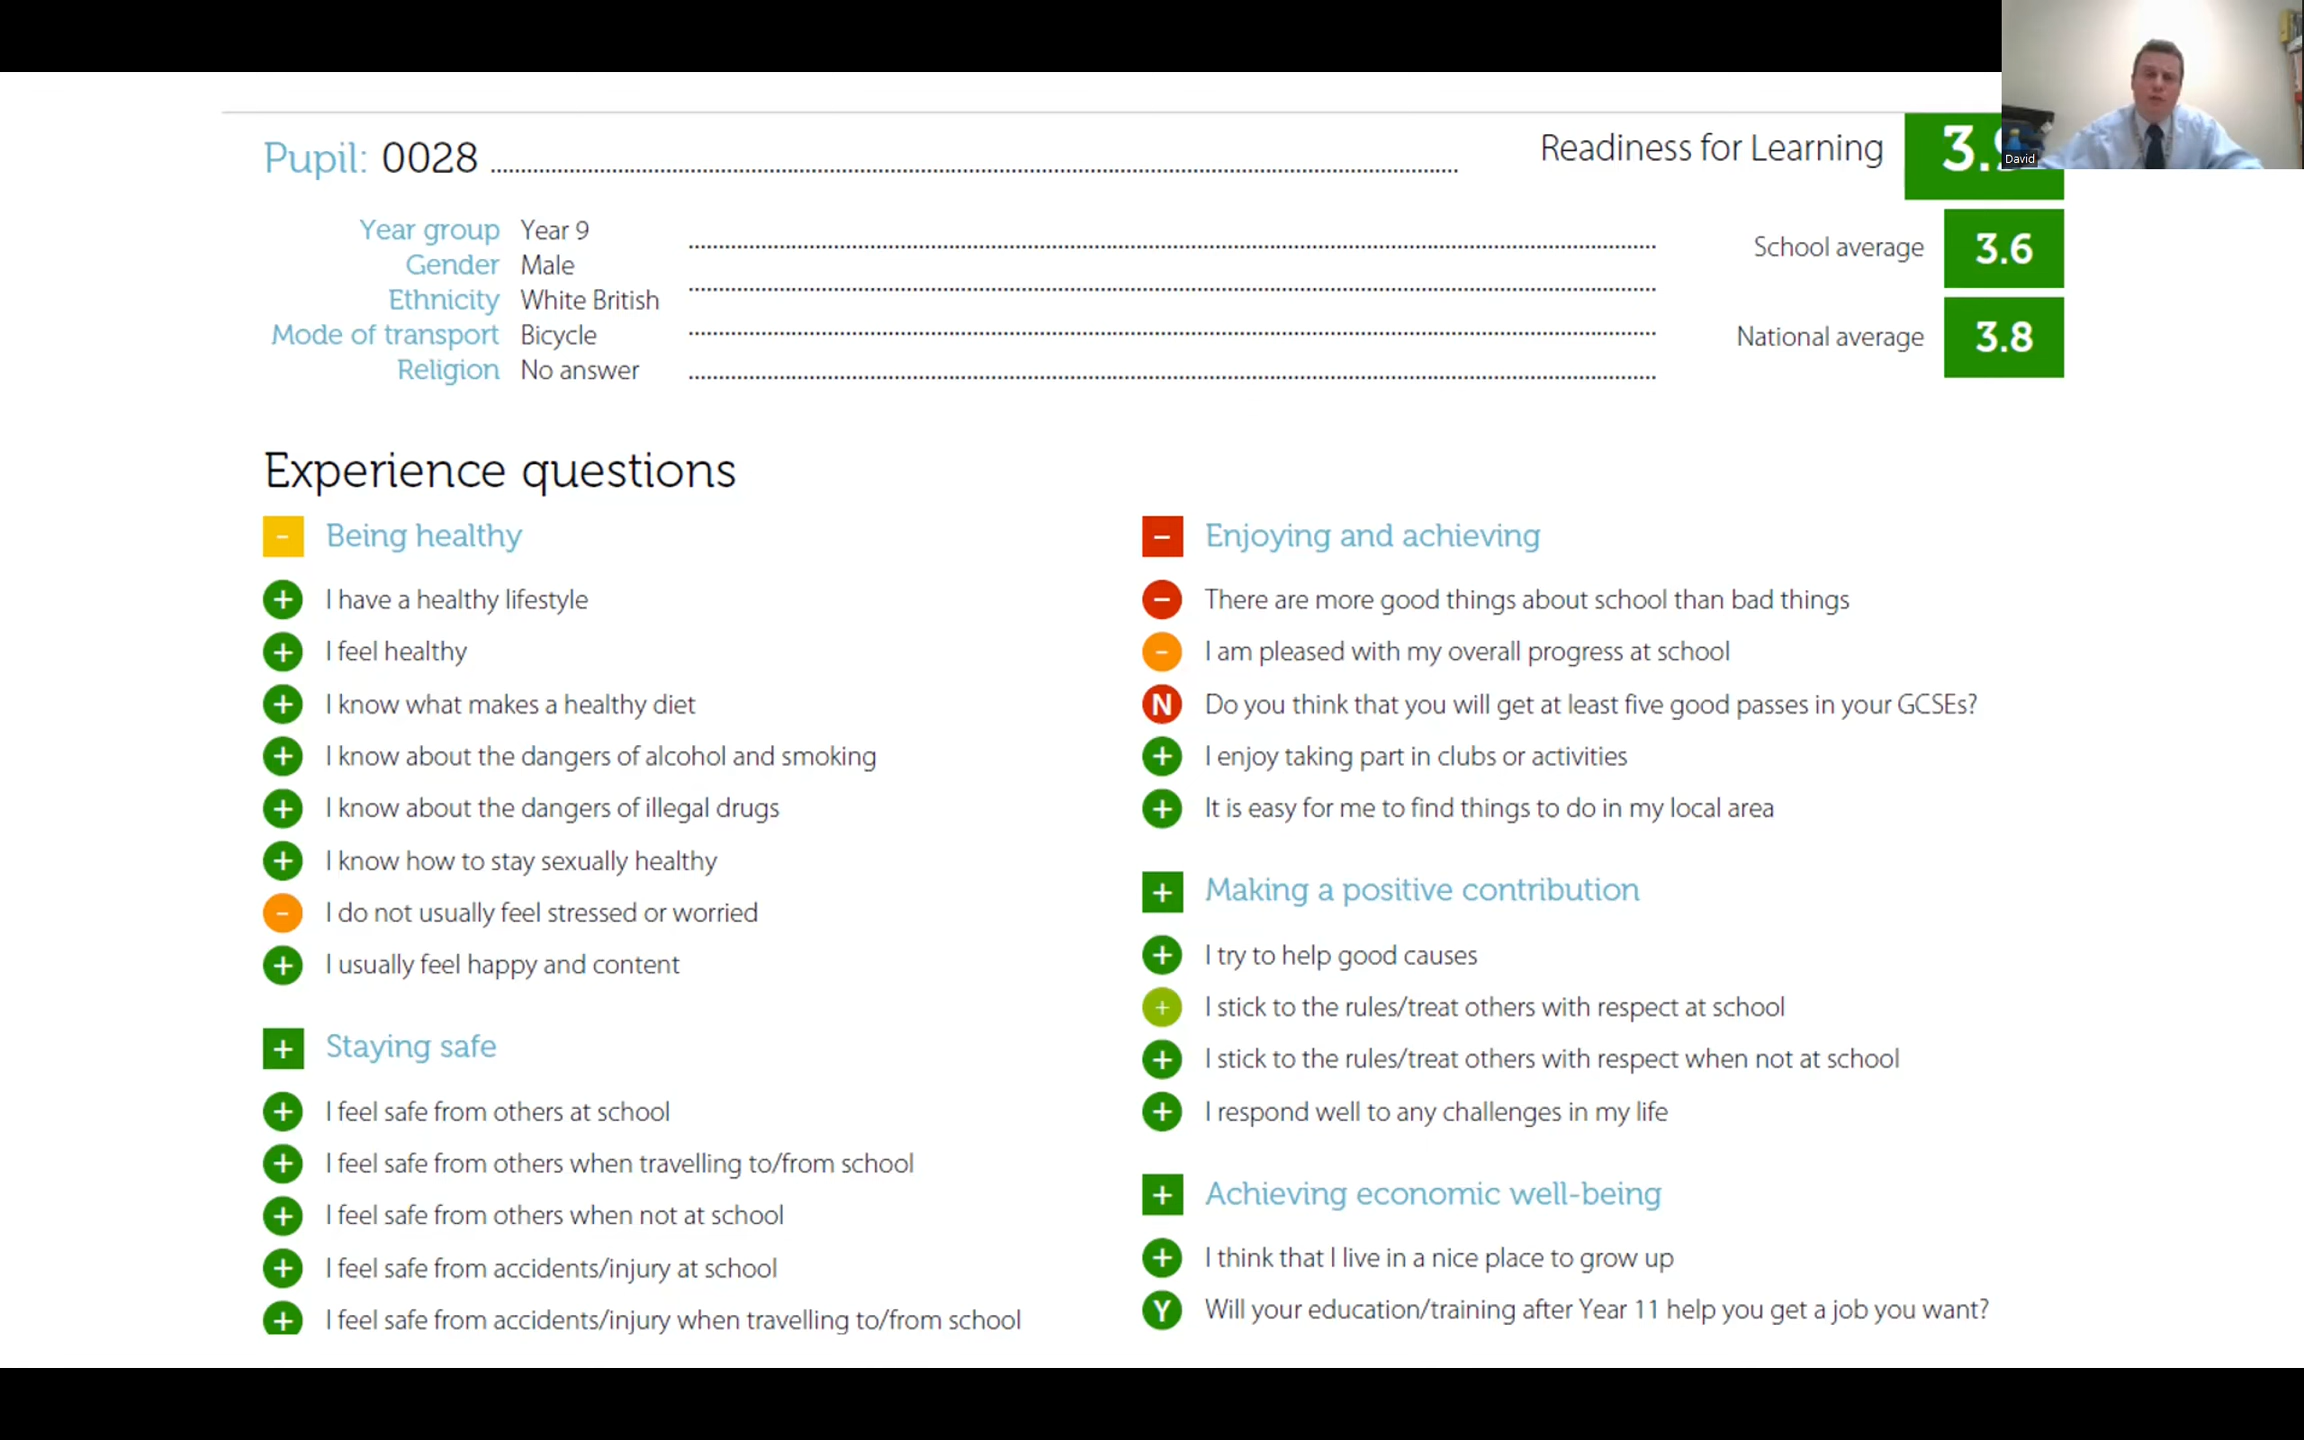 Pupil: 0028
Readiness for Learning
Year group Year 9
Gender Male
Ethnicity White British
Mode of transport Bicycle
Religion No answer
School average 3.6
National average 3.8
David
Experience questions
- Being healthy
+ I have a healthy lifestyle
+ I feel healthy
+ I know what makes a healthy diet
+ I know about the dangers of alcohol and smoking
+ I know about the dangers of illegal drugs
+ I know how to stay sexually healthy
- I do not usually feel stressed or worried
+ I usually feel happy and content
+ Staying safe
+ I feel safe from others at school
+ I feel safe from others when travelling to/from school
+ I feel safe from others when not at school
+ I feel safe from accidents/injury at school
+ I feel safe from accidents/injury when travelling to/from school
- Enjoying and achieving
- There are more good things about school than bad things
- I am pleased with my overall progress at school
N Do you think that you will get at least five good passes in your GCSEs?
+ I enjoy taking part in clubs or activities
+ It is easy for me to find things to do in my local area
+ Making a positive contribution
+ I try to help good causes
+ I stick to the rules/treat others with respect at school
+ I stick to the rules/treat others with respect when not at school
+ I respond well to any challenges in my life
+ Achieving economic well-being
+ I think that I live in a nice place to grow up
Y Will your education/training after Year 11 help you get a job you want?